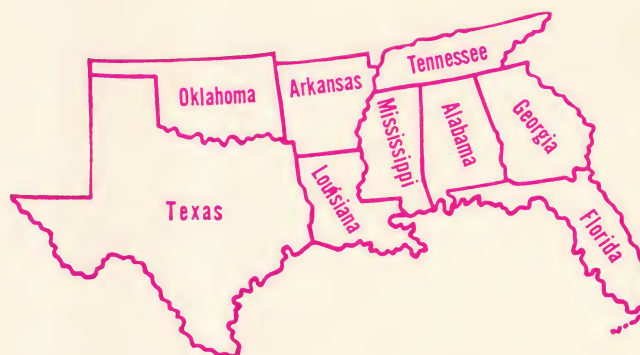 Tennessee
Oklahoma
Arkansas
Mississippi
Alabama
Georgia
Texas
Louisiana
Florida